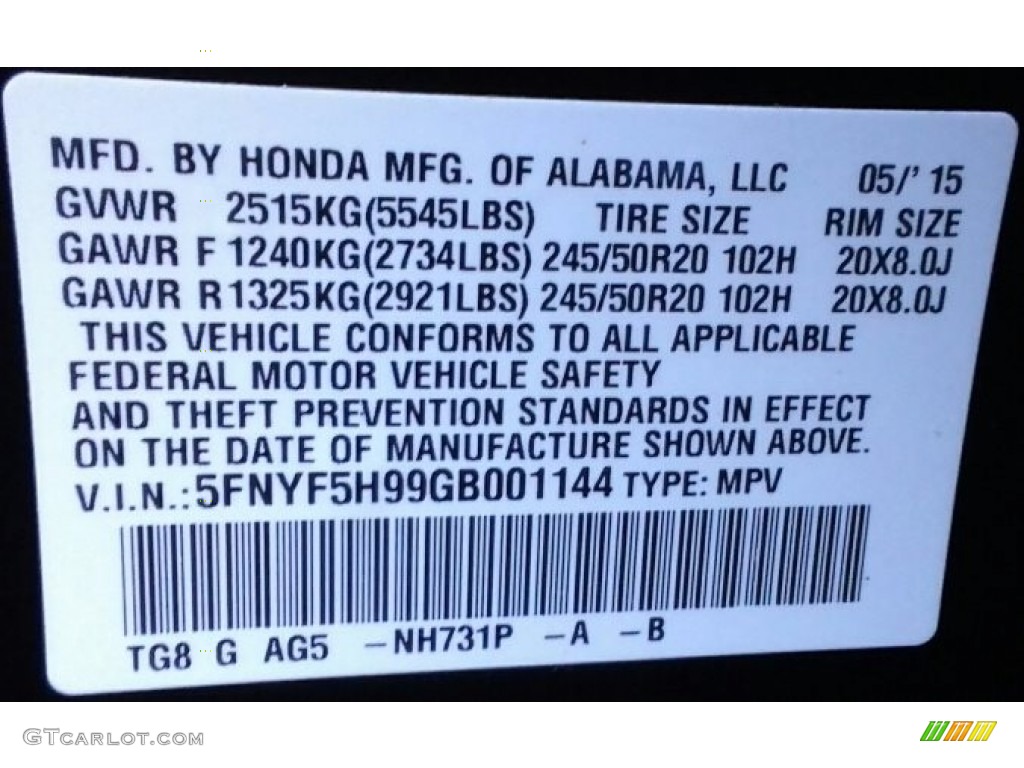 MFD. BY HONDA MFG. OF ALABAMA, LLC 05/' 15
GVWR 2515KG(5545LBS) TIRE SIZE RIM SIZE
GAWR F 1240KG(2734LBS) 245/50R20 102H 20X8.0J
GAWR R 1325KG(2921LBS) 245/50R20 102H 20X8.0J
THIS VEHICLE CONFORMS TO ALL APPLICABLE
FEDERAL MOTOR VEHICLE SAFETY
AND THEFT PREVENTION STANDARDS IN EFFECT
ON THE DATE OF MANUFACTURE SHOWN ABOVE.
V.I.N.:5FNYF5H99GB001144 TYPE: MPV
TG8 G AG5 -NH731P -A -B
GTCARLOT.COM